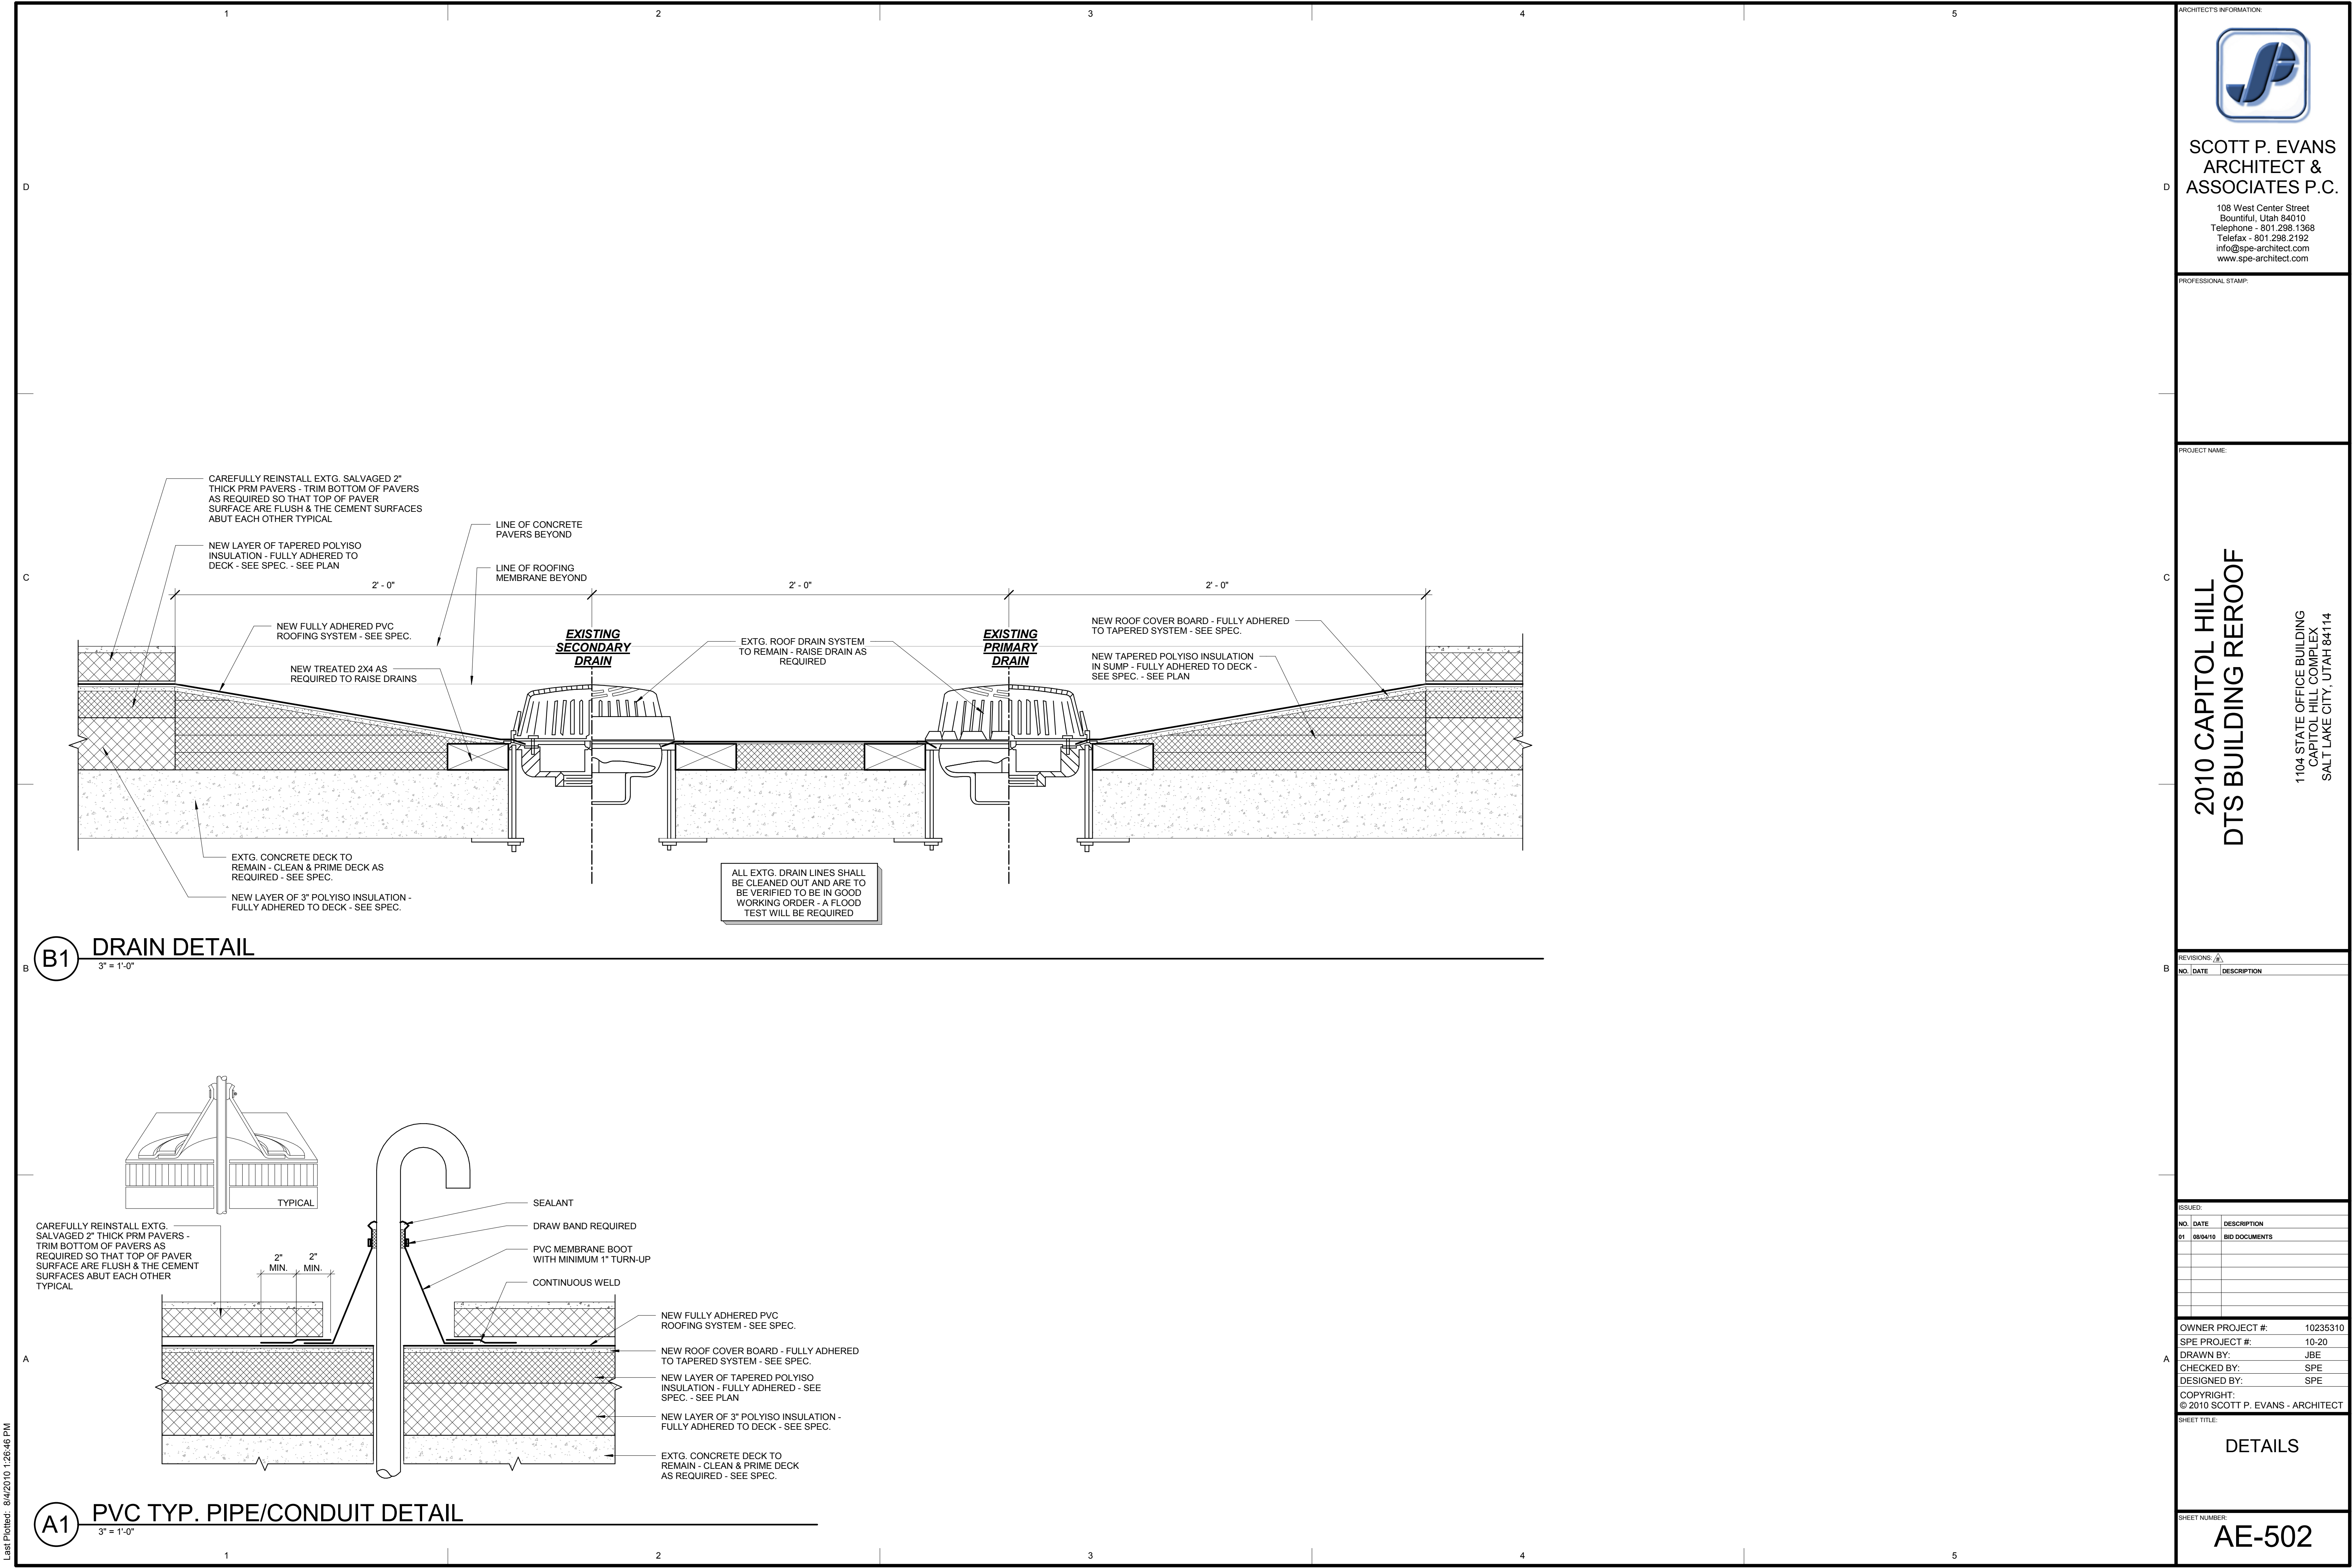 1
2
3
4
5
D
C
B
A
CAREFULLY REINSTALL EXTG. SALVAGED 2"
THICK PRM PAVERS - TRIM BOTTOM OF PAVERS
AS REQUIRED SO THAT TOP OF PAVER
SURFACE ARE FLUSH & THE CEMENT SURFACES
ABUT EACH OTHER TYPICAL
NEW LAYER OF TAPERED POLYISO
INSULATION - FULLY ADHERED TO
DECK - SEE SPEC. - SEE PLAN
LINE OF CONCRETE
PAVERS BEYOND
LINE OF ROOFING
MEMBRANE BEYOND
2' - 0"
2' - 0"
2' - 0"
NEW FULLY ADHERED PVC
ROOFING SYSTEM - SEE SPEC.
NEW TREATED 2X4 AS
REQUIRED TO RAISE DRAINS
EXISTING
SECONDARY
DRAIN
EXTG. ROOF DRAIN SYSTEM
TO REMAIN - RAISE DRAIN AS
REQUIRED
EXISTING
PRIMARY
DRAIN
NEW ROOF COVER BOARD - FULLY ADHERED
TO TAPERED SYSTEM - SEE SPEC.
NEW TAPERED POLYISO INSULATION
IN SUMP - FULLY ADHERED TO DECK -
SEE SPEC. - SEE PLAN
EXTG. CONCRETE DECK TO
REMAIN - CLEAN & PRIME DECK AS
REQUIRED - SEE SPEC.
NEW LAYER OF 3" POLYISO INSULATION -
FULLY ADHERED TO DECK - SEE SPEC.
ALL EXTG. DRAIN LINES SHALL
BE CLEANED OUT AND ARE TO
BE VERIFIED TO BE IN GOOD
WORKING ORDER - A FLOOD
TEST WILL BE REQUIRED
B1
DRAIN DETAIL
3" = 1'-0"
TYPICAL
CAREFULLY REINSTALL EXTG.
SALVAGED 2" THICK PRM PAVERS -
TRIM BOTTOM OF PAVERS AS
REQUIRED SO THAT TOP OF PAVER
SURFACE ARE FLUSH & THE CEMENT
SURFACES ABUT EACH OTHER
TYPICAL
2"
MIN.
2"
MIN.
SEALANT
DRAW BAND REQUIRED
PVC MEMBRANE BOOT
WITH MINIMUM 1" TURN-UP
CONTINUOUS WELD
NEW FULLY ADHERED PVC
ROOFING SYSTEM - SEE SPEC.
NEW ROOF COVER BOARD - FULLY ADHERED
TO TAPERED SYSTEM - SEE SPEC.
NEW LAYER OF TAPERED POLYISO
INSULATION - FULLY ADHERED - SEE
SPEC. - SEE PLAN
NEW LAYER OF 3" POLYISO INSULATION -
FULLY ADHERED TO DECK - SEE SPEC.
EXTG. CONCRETE DECK TO
REMAIN - CLEAN & PRIME DECK
AS REQUIRED - SEE SPEC.
A1
PVC TYP. PIPE/CONDUIT DETAIL
3" = 1'-0"
1
2
3
4
5
D
C
B
A
Last Plotted: 8/4/2010 1:26:46 PM
ARCHITECT'S INFORMATION:
SCOTT P. EVANS
ARCHITECT &
ASSOCIATES P.C.
108 West Center Street
Bountiful, Utah 84010
Telephone - 801.298.1368
Telefax - 801.298.2192
info@spe-architect.com
www.spe-architect.com
PROFESSIONAL STAMP:
PROJECT NAME:
2010 CAPITOL HILL
DTS BUILDING REROOF
1104 STATE OFFICE BUILDING
CAPITOL HILL COMPLEX
SALT LAKE CITY, UTAH 84114
REVISIONS: #
NO. DATE DESCRIPTION
ISSUED:
NO. DATE DESCRIPTION
01 08/04/10 BID DOCUMENTS
OWNER PROJECT #: 10235310
SPE PROJECT #: 10-20
DRAWN BY: JBE
CHECKED BY: SPE
DESIGNED BY: SPE
COPYRIGHT:
© 2010 SCOTT P. EVANS - ARCHITECT
SHEET TITLE:
DETAILS
SHEET NUMBER:
AE-502